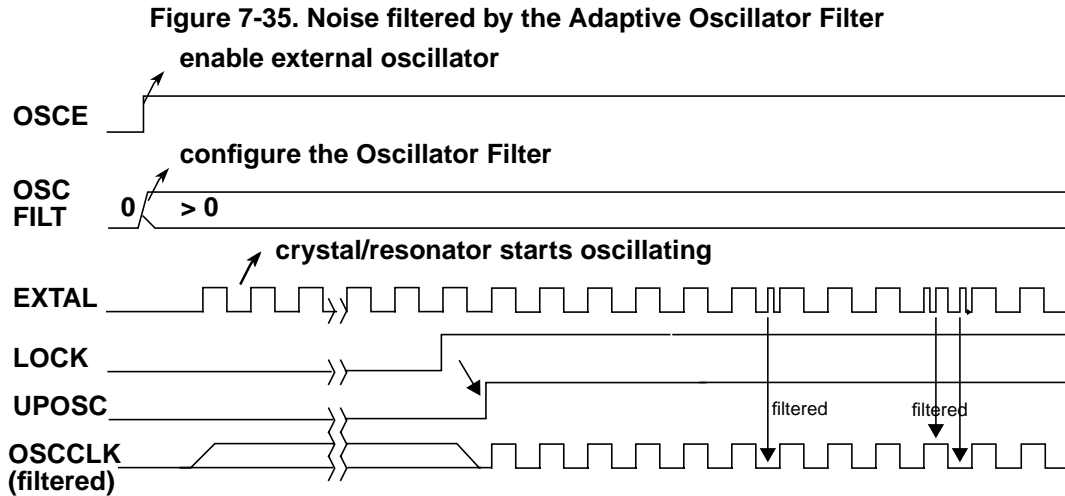 Figure 7-35. Noise filtered by the Adaptive Oscillator Filter
enable external oscillator
OSCE
configure the Oscillator Filter
OSC
FILT
0 > 0
crystal/resonator starts oscillating
EXTAL
LOCK
UPOSC
filtered filtered
OSCCLK
(filtered)